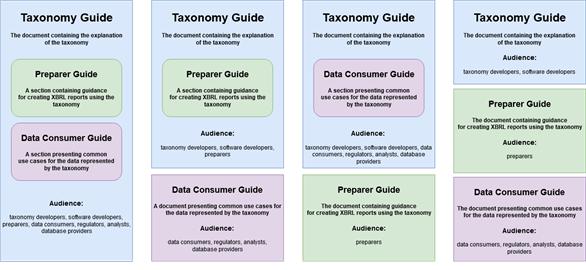 Taxonomy Guide
The document containing the explanation
of the taxonomy
Preparer Guide
A section containing guidance
for creating XBRL reports using the
taxonomy
Data Consumer Guide
A section presenting common
use cases for the data represented
by the taxonomy
Audience:
taxonomy developers, software developers,
preparers, data consumers, regulators, analysts,
database providers
Taxonomy Guide
The document containing the explanation
of the taxonomy
Preparer Guide
A section containing guidance
for creating XBRL reports using the
taxonomy
Audience:
taxonomy developers, software developers,
preparers
Data Consumer Guide
A document presenting common use cases for
the data represented by the taxonomy
Audience:
data consumers, regulators, analysts,
database providers
Taxonomy Guide
The document containing the explanation
of the taxonomy
Data Consumer Guide
A section presenting common
use cases for the data represented
by the taxonomy
Audience:
taxonomy developers, software developers, data
consumers, regulators, analysts, database
providers
Preparer Guide
The document containing guidance
for creating XBRL reports using the taxonomy
Audience:
preparers
Taxonomy Guide
The document containing the explanation
of the taxonomy
Audience:
taxonomy developers, software developers
Preparer Guide
The document containing guidance
for creating XBRL reports using the taxonomy
Audience:
preparers
Data Consumer Guide
The document presenting common use cases
for the data represented by the taxonomy
Audience:
data consumers, regulators, analysts, database
providers